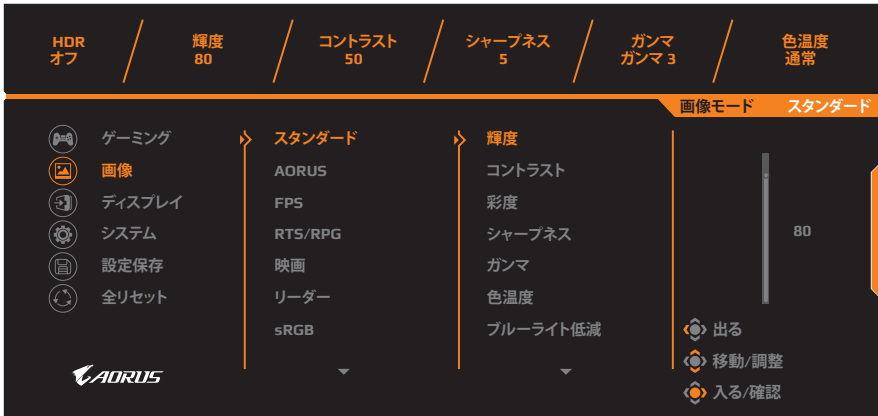 HDR
オフ
輝度
80
コントラスト
50
シャープネス
5
ガンマ
ガンマ 3
色温度
通常
画像モード
スタンダード
ゲーミング
画像
ディスプレイ
システム
設定保存
全リセット
スタンダード
AORUS
FPS
RTS/RPG
映画
リーダー
sRGB
輝度
コントラスト
彩度
シャープネス
ガンマ
色温度
ブルーライト低減
80
出る
移動/調整
入る/確認
AORUS